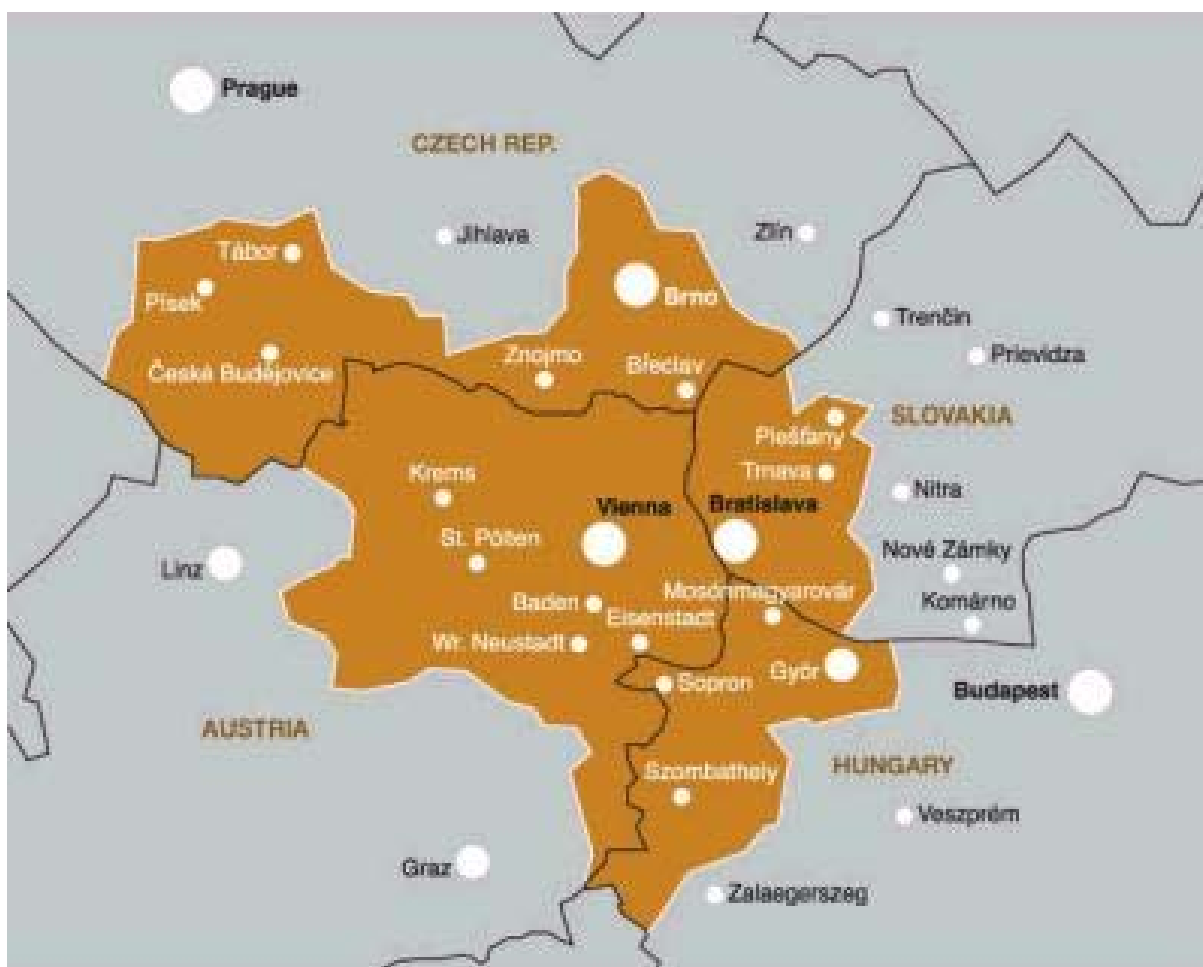 Prague
CZECH REP.
Jihlava
Zlín
Tábor
Písek
Brno
Trenčín
Prievidza
Znojmo
Břeclav
České Budějovice
SLOVAKIA
Piešťany
Trnava
Krems
Nitra
Vienna
Bratislava
St. Pölten
Nové Zámky
Linz
Mosónmagyarovár
Baden
Komárno
Eisenstadt
Wr. Neustadt
Győr
Sopron
Budapest
AUSTRIA
HUNGARY
Szombathely
Veszprém
Graz
Zalaegerszeg